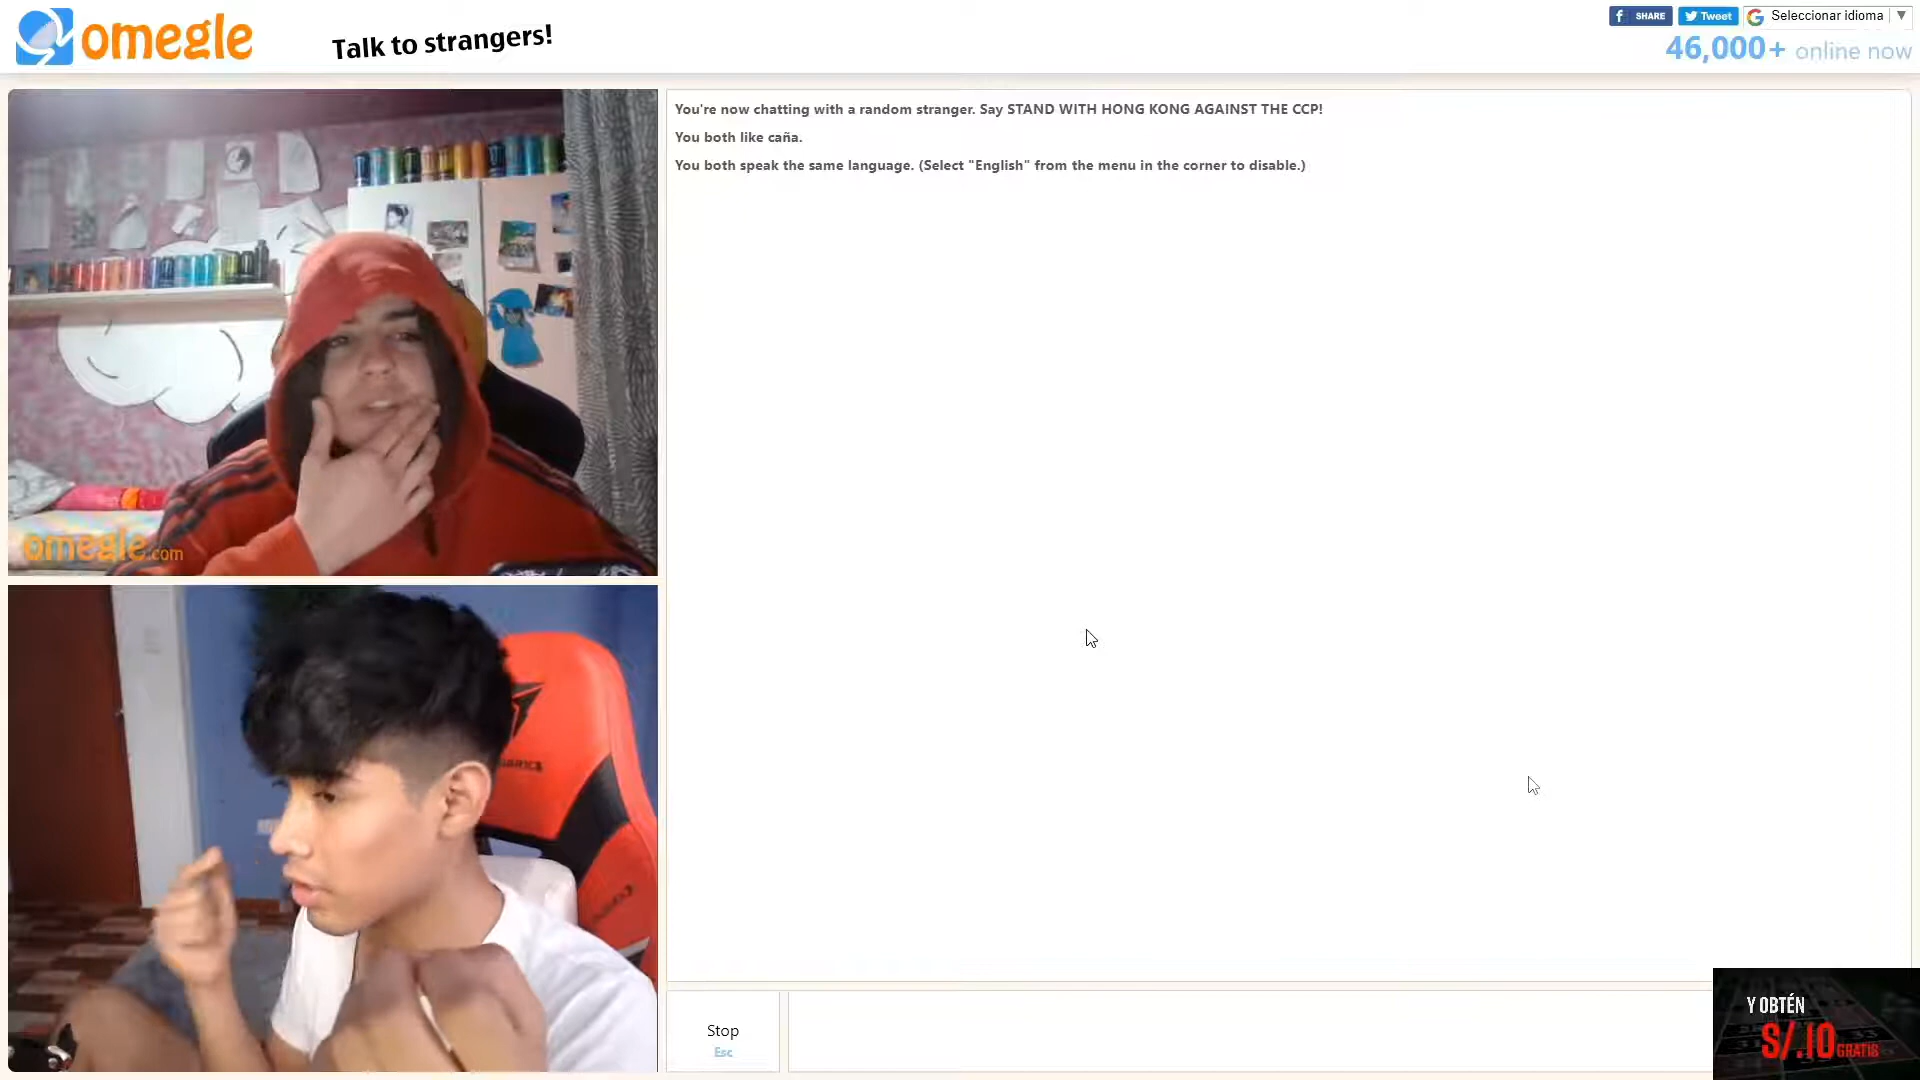 omegle
Talk to strangers!
SHARE
Tweet
Seleccionar idioma
46,000+ online now
You're now chatting with a random stranger. Say STAND WITH HONG KONG AGAINST THE CCP!
You both like caña.
You both speak the same language. (Select "English" from the menu in the corner to disable.)
omegle.com
Stop
Esc
Y OBTÉN
S/.10 GRATIS